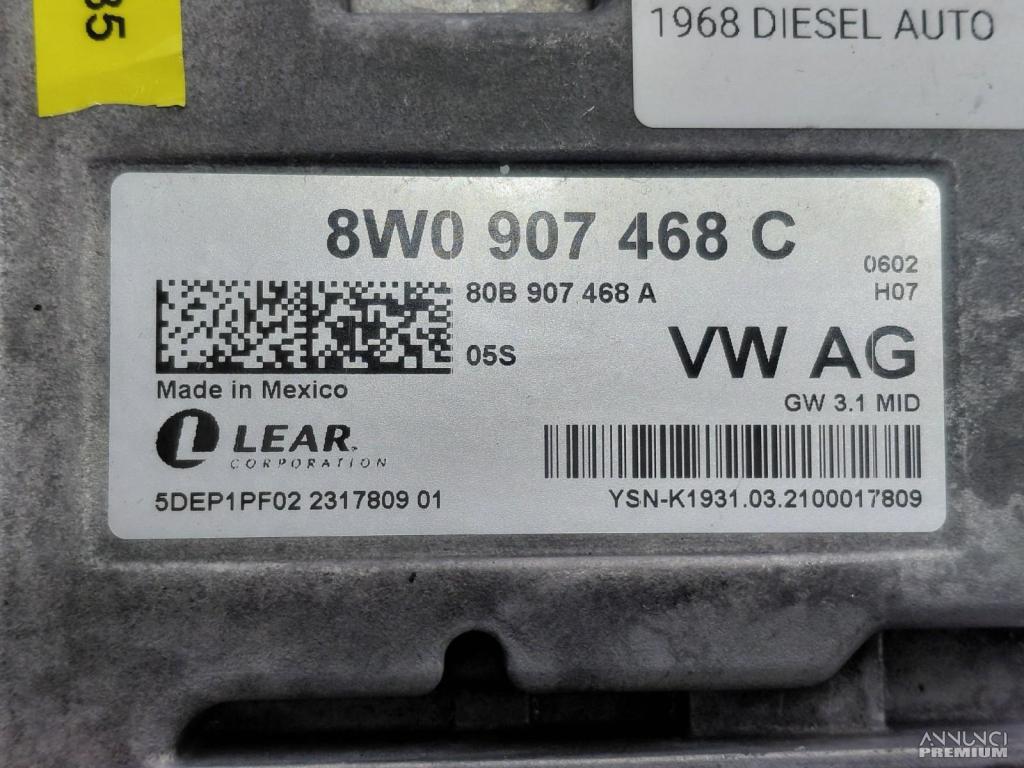 35
1968 DIESEL AUTO
8W0 907 468 C
0602
80B 907 468 A
H07
05S
VW AG
Made in Mexico
GW 3.1 MID
LEAR
CORPORATION
5DEP1PF02 2317809 01
YSN-K1931.03.2100017809
ANNUNCI
PREMIUM